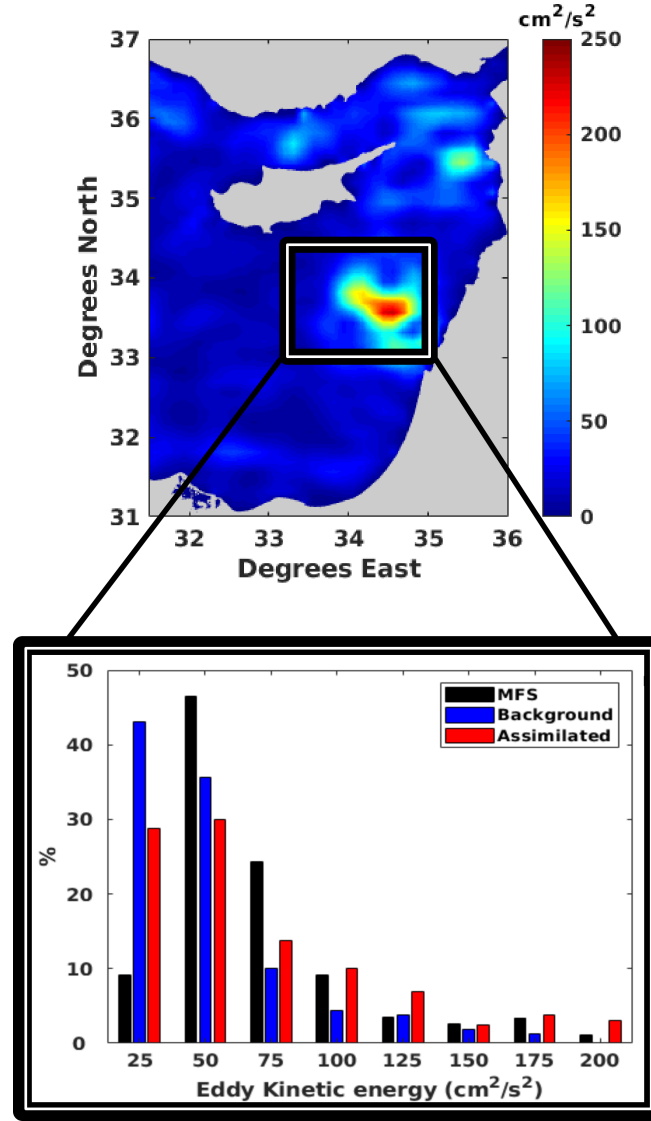 cm²/s²
37
36
35
34
33
32
31
Degrees North
32 33 34 35 36
Degrees East
250
200
150
100
50
0
50
40
30
20
10
0
%
MFS
Background
Assimilated
25 50 75 100 125 150 175 200
Eddy Kinetic energy (cm²/s²)